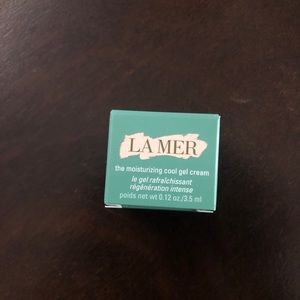 LA MER
the moisturizing cool gel cream
le gel rafraîchissant
régénération intense
poids net wt 0.12 oz./3.5 ml